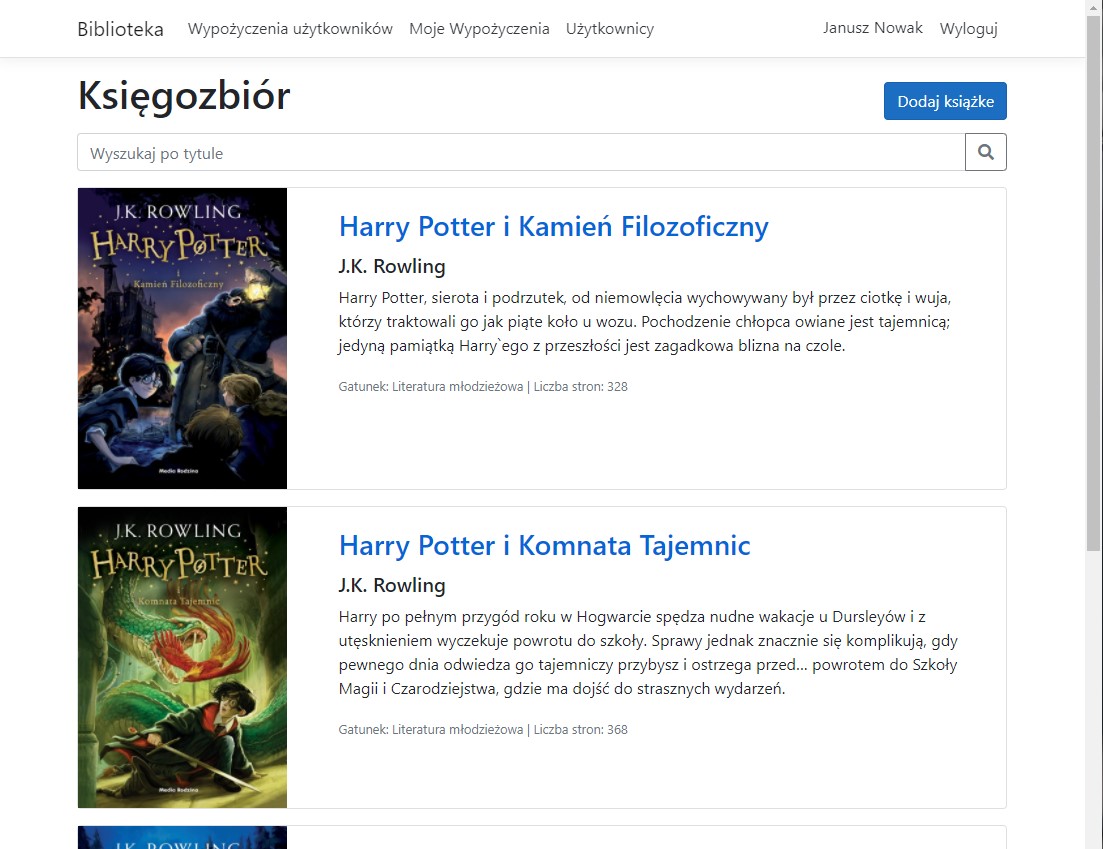 Biblioteka Wypożyczenia użytkowników Moje Wypożyczenia Użytkownicy Janusz Nowak Wyloguj
Księgozbiór
Dodaj książke
Wyszukaj po tytule
J.K. ROWLING
HARRY POTTER
i
Kamień Filozoficzny
Media Rodzina
Harry Potter i Kamień Filozoficzny
J.K. Rowling
Harry Potter, sierota i podrzutek, od niemowlęcia wychowywany był przez ciotkę i wuja,
którzy traktowali go jak piąte koło u wozu. Pochodzenie chłopca owiane jest tajemnicą;
jedyną pamiątką Harry`ego z przeszłości jest zagadkowa blizna na czole.
Gatunek: Literatura młodzieżowa | Liczba stron: 328
J.K. ROWLING
HARRY POTTER
i
Komnata Tajemnic
Media Rodzina
Harry Potter i Komnata Tajemnic
J.K. Rowling
Harry po pełnym przygód roku w Hogwarcie spędza nudne wakacje u Dursleyów i z
utęsknieniem wyczekuje powrotu do szkoły. Sprawy jednak znacznie się komplikują, gdy
pewnego dnia odwiedza go tajemniczy przybysz i ostrzega przed... powrotem do Szkoły
Magii i Czarodziejstwa, gdzie ma dojść do strasznych wydarzeń.
Gatunek: Literatura młodzieżowa | Liczba stron: 368
J.K. ROWLING